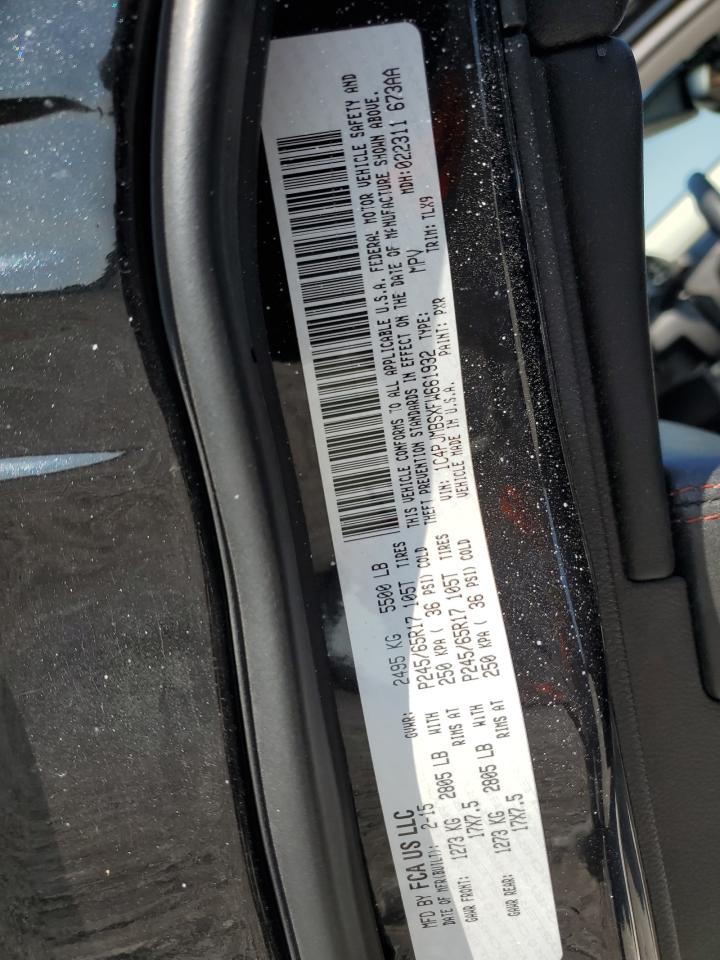 MFD BY FCA US LLC
DATE OF MFR(BUILT): 2-15 GVWR: 2495 KG 5500 LB
GAWR FRONT: 1273 KG 2805 LB WITH P245/65R17 105T TIRES
17X7.5 RIMS AT 250 KPA ( 36 PSI) COLD
GAWR REAR: 1273 KG 2805 LB WITH P245/65R17 105T TIRES
17X7.5 RIMS AT 250 KPA ( 36 PSI) COLD
THIS VEHICLE CONFORMS TO ALL APPLICABLE U.S.A. FEDERAL MOTOR VEHICLE SAFETY AND
THEFT PREVENTION STANDARDS IN EFFECT ON THE DATE OF MANUFACTURE SHOWN ABOVE.
VIN: 1C4PJMBSXFW661932 TYPE: MPV MDH:022311 673AA
VEHICLE MADE IN U.S.A. PAINT: PXR TRIM: TLX9